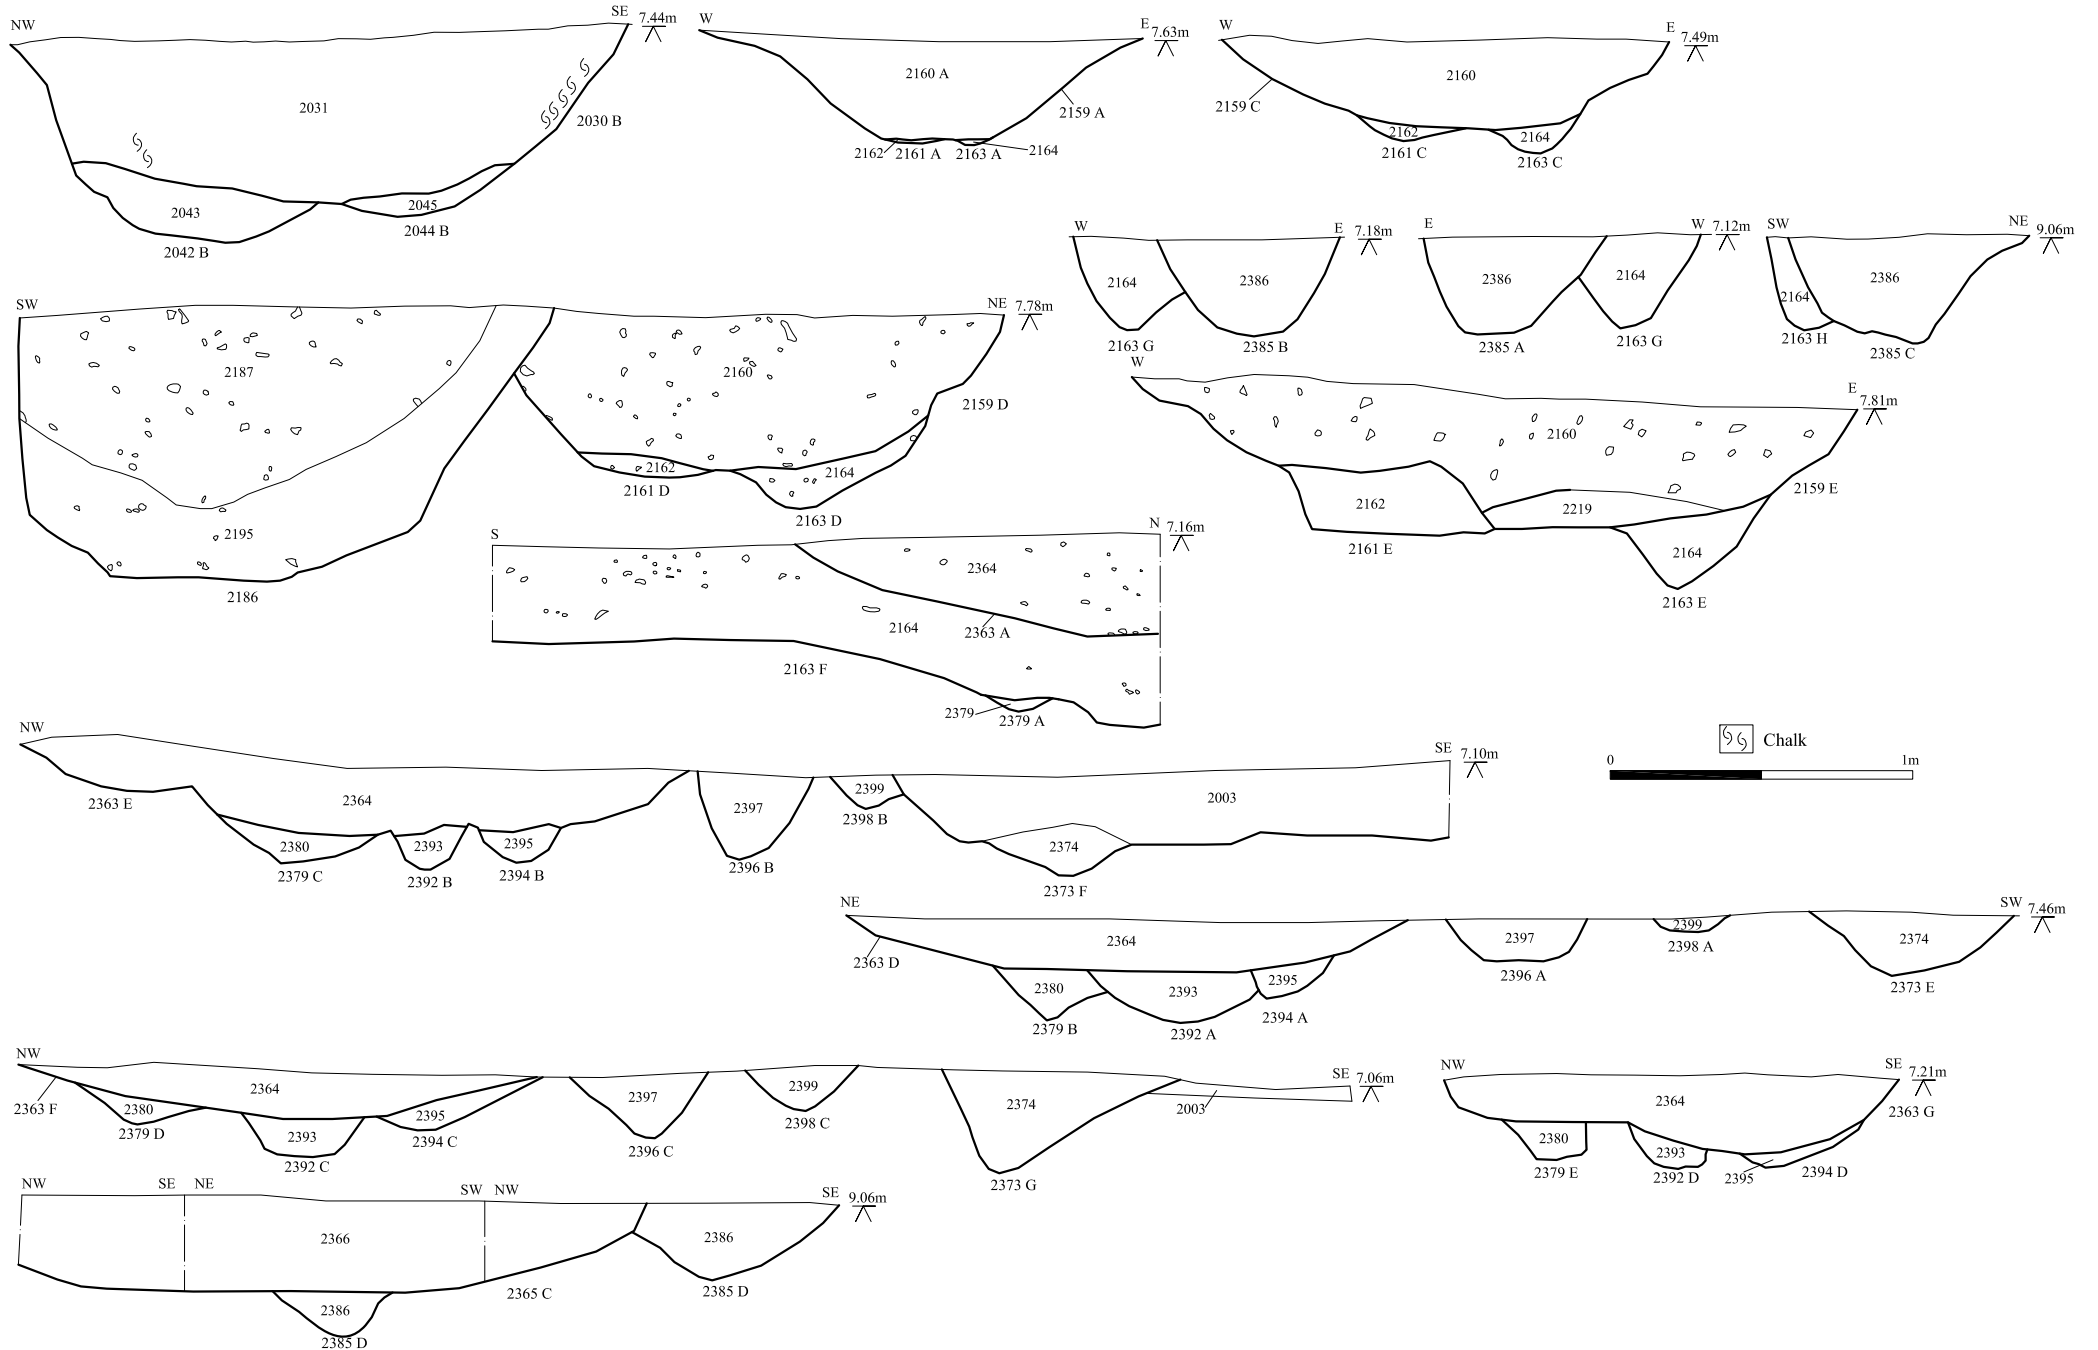 NW
SE 7.44m
2031
2030 B
2043
2045
2042 B
2044 B
W
E 7.63m
2160 A
2159 A
2162
2161 A
2163 A
2164
W
E 7.49m
2160
2159 C
2162
2164
2161 C
2163 C
W
E 7.18m
2164
2386
2163 G
2385 B
E
W 7.12m
2386
2164
2385 A
2163 G
SW
NE 9.06m
2386
2164
2163 H
2385 C
SW
NE 7.78m
2187
2160
2159 D
2162
2164
2161 D
2163 D
2195
2186
W
E 7.81m
2160
2159 E
2162
2219
2161 E
2164
2163 E
S
N 7.16m
2364
2164
2363 A
2163 F
2379
2379 A
NW
SE 7.10m
2363 E
2364
2397
2399
2003
2398 B
2380
2393
2395
2374
2379 C
2392 B
2394 B
2396 B
2373 F
Chalk
0
1m
NE
SW 7.46m
2364
2397
2399
2374
2363 D
2398 A
2396 A
2373 E
2380
2393
2395
2379 B
2392 A
2394 A
NW
SE 7.06m
2364
2397
2399
2374
2003
2363 F
2380
2395
2379 D
2393
2394 C
2392 C
2396 C
2398 C
2373 G
NW
SE 7.21m
2364
2363 G
2380
2393
2379 E
2392 D
2395
2394 D
NW
SE NE
SW NW
SE 9.06m
2366
2386
2365 C
2385 D
2386
2385 D